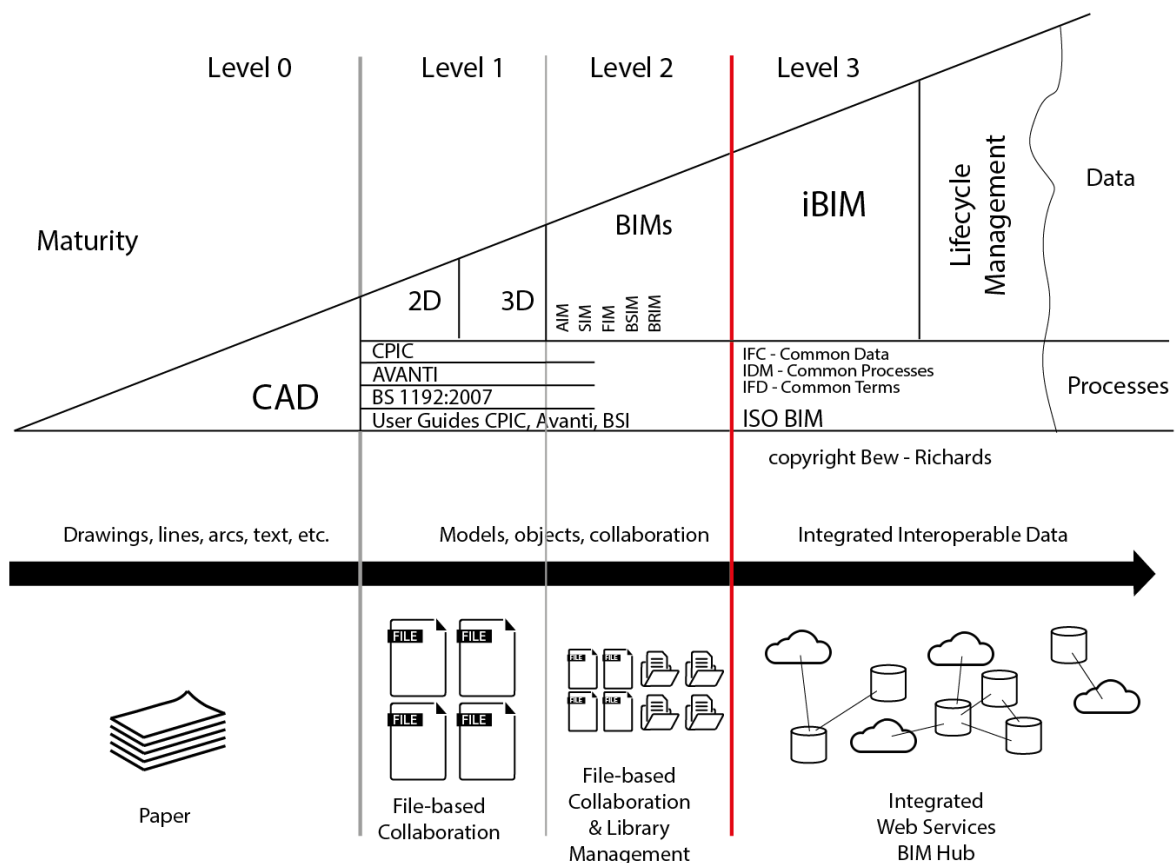 Level 0
Level 1
Level 2
Level 3
Maturity
Data
iBIM
Lifecycle
Management
BIMs
2D
3D
AIM
SIM
FIM
BSIM
BRIM
CAD
CPIC
AVANTI
BS 1192:2007
User Guides CPIC, Avanti, BSI
IFC - Common Data
IDM - Common Processes
IFD - Common Terms
ISO BIM
Processes
copyright Bew - Richards
Drawings, lines, arcs, text, etc.
Models, objects, collaboration
Integrated Interoperable Data
FILE
FILE
FILE
FILE
FILE
FILE
FILE
FILE
Paper
File-based
Collaboration
File-based
Collaboration
& Library
Management
Integrated
Web Services
BIM Hub